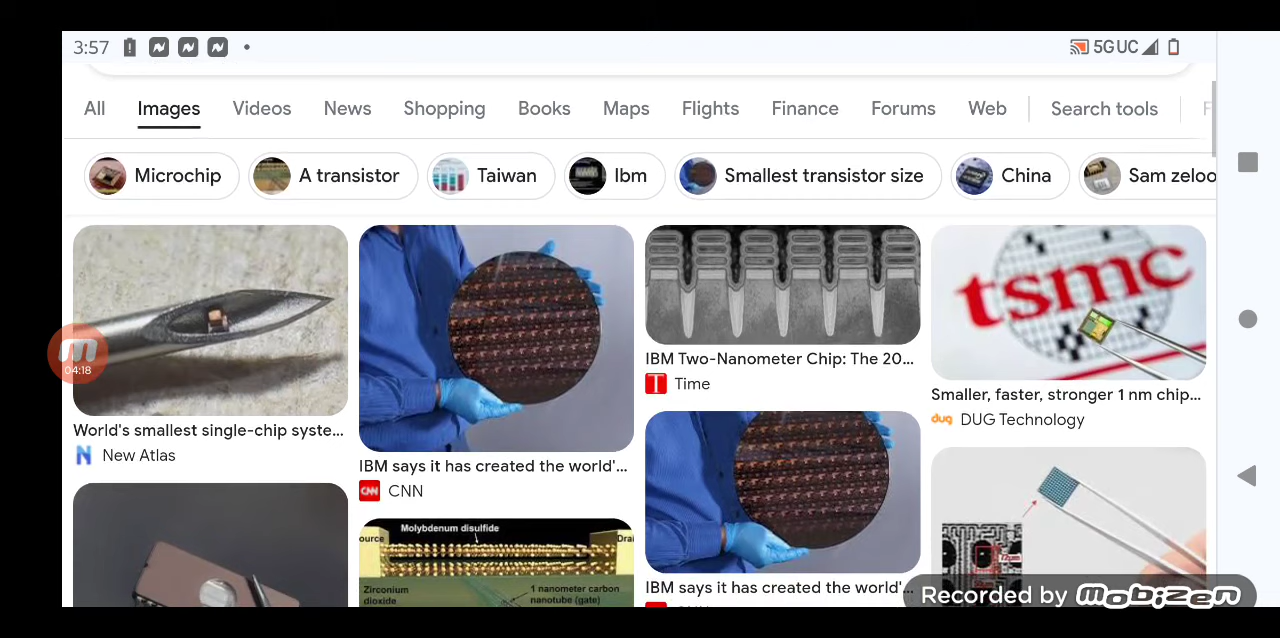 3:57
5G UC
All Images Videos News Shopping Books Maps Flights Finance Forums Web Search tools F
Microchip A transistor Taiwan Ibm Smallest transistor size China Sam zeloo
tsmc
World's smallest single-chip syste...
New Atlas
IBM says it has created the world'...
CNN
CNN
IBM Two-Nanometer Chip: The 20...
Time
Smaller, faster, stronger 1 nm chip...
dug
DUG Technology
m
04:18
Molybdenum disulfide
ource
Drai
Zirconium
dioxide
1 nanometer carbon
nanotube (gate)
IBM says it has created the world'...
Recorded by mobizen